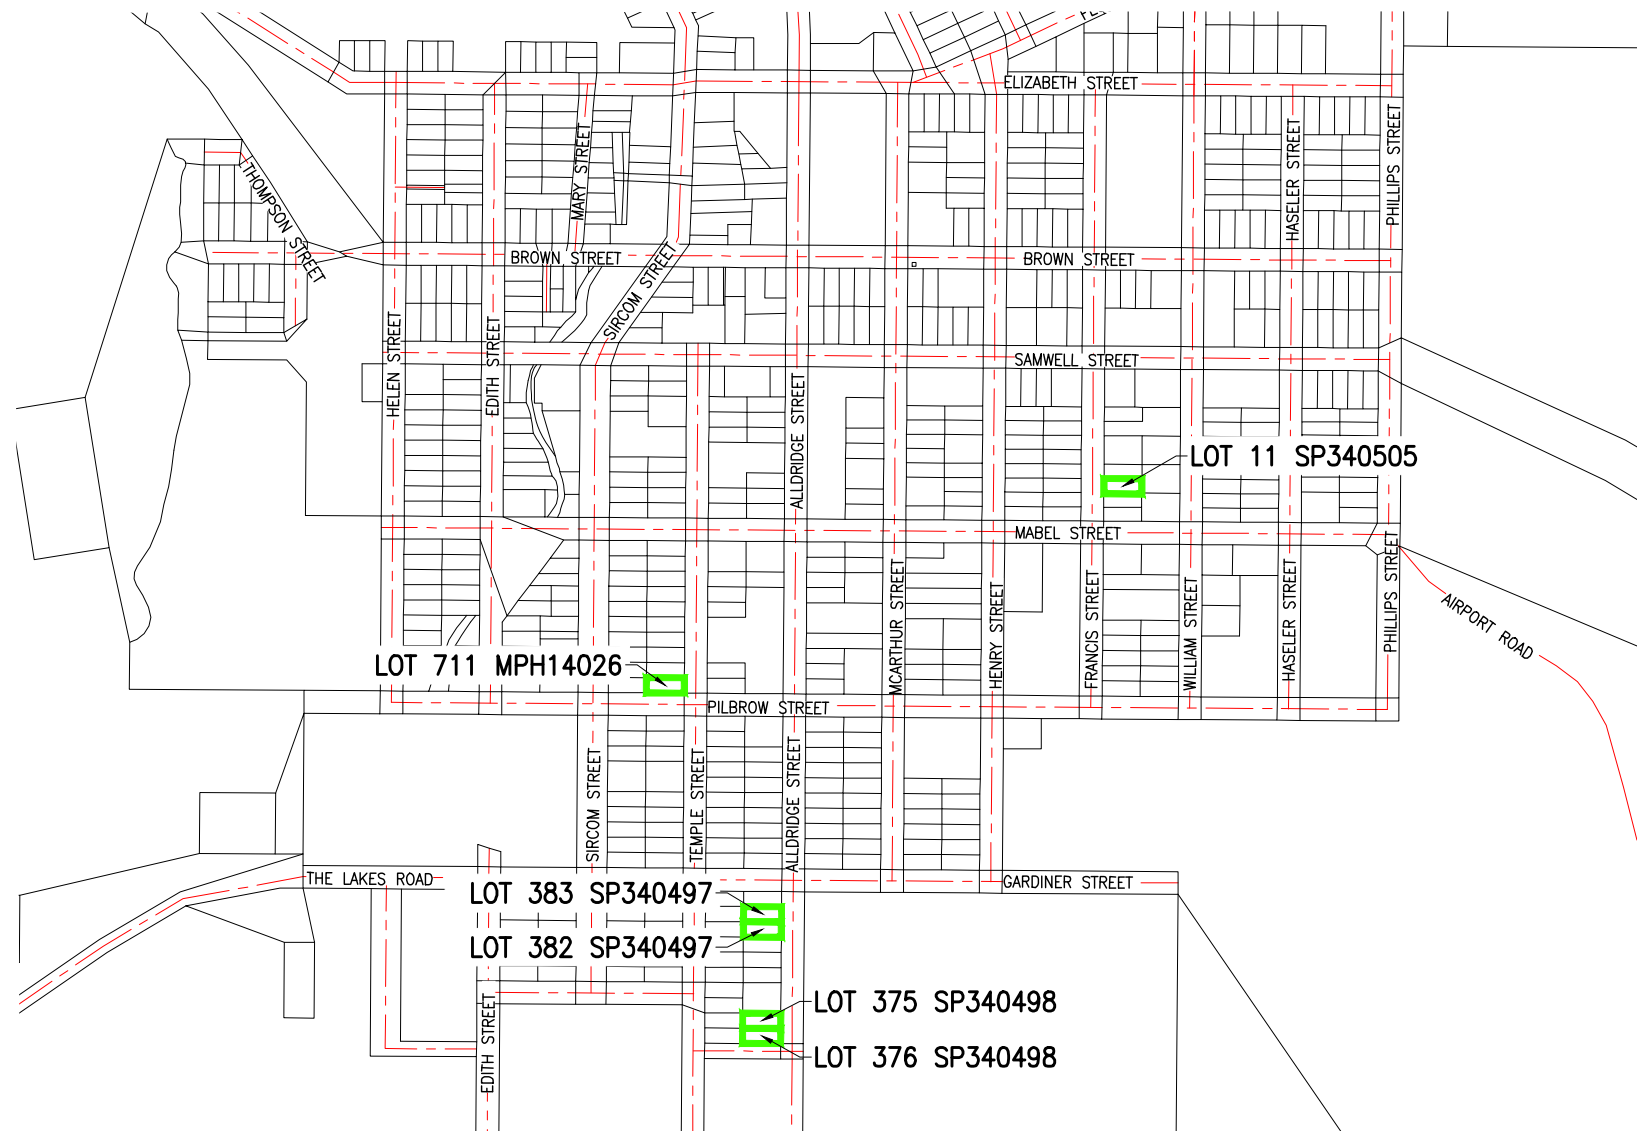 ELIZABETH STREET
PHILLIPS STREET
HASELER STREET
MARY STREET
THOMPSON STREET
BROWN STREET
SIRCOM STREET
BROWN STREET
HELEN STREET
EDITH STREET
SAMWELL STREET
ALLDRIDGE STREET
LOT 11 SP340505
MABEL STREET
PHILLIPS STREET
AIRPORT ROAD
MCARTHUR STREET
HENRY STREET
FRANCIS STREET
WILLIAM STREET
HASELER STREET
LOT 711 MPH14026
PILBROW STREET
SIRCOM STREET
TEMPLE STREET
ALLDRIDGE STREET
THE LAKES ROAD
GARDINER STREET
LOT 383 SP340497
LOT 382 SP340497
EDITH STREET
LOT 375 SP340498
LOT 376 SP340498